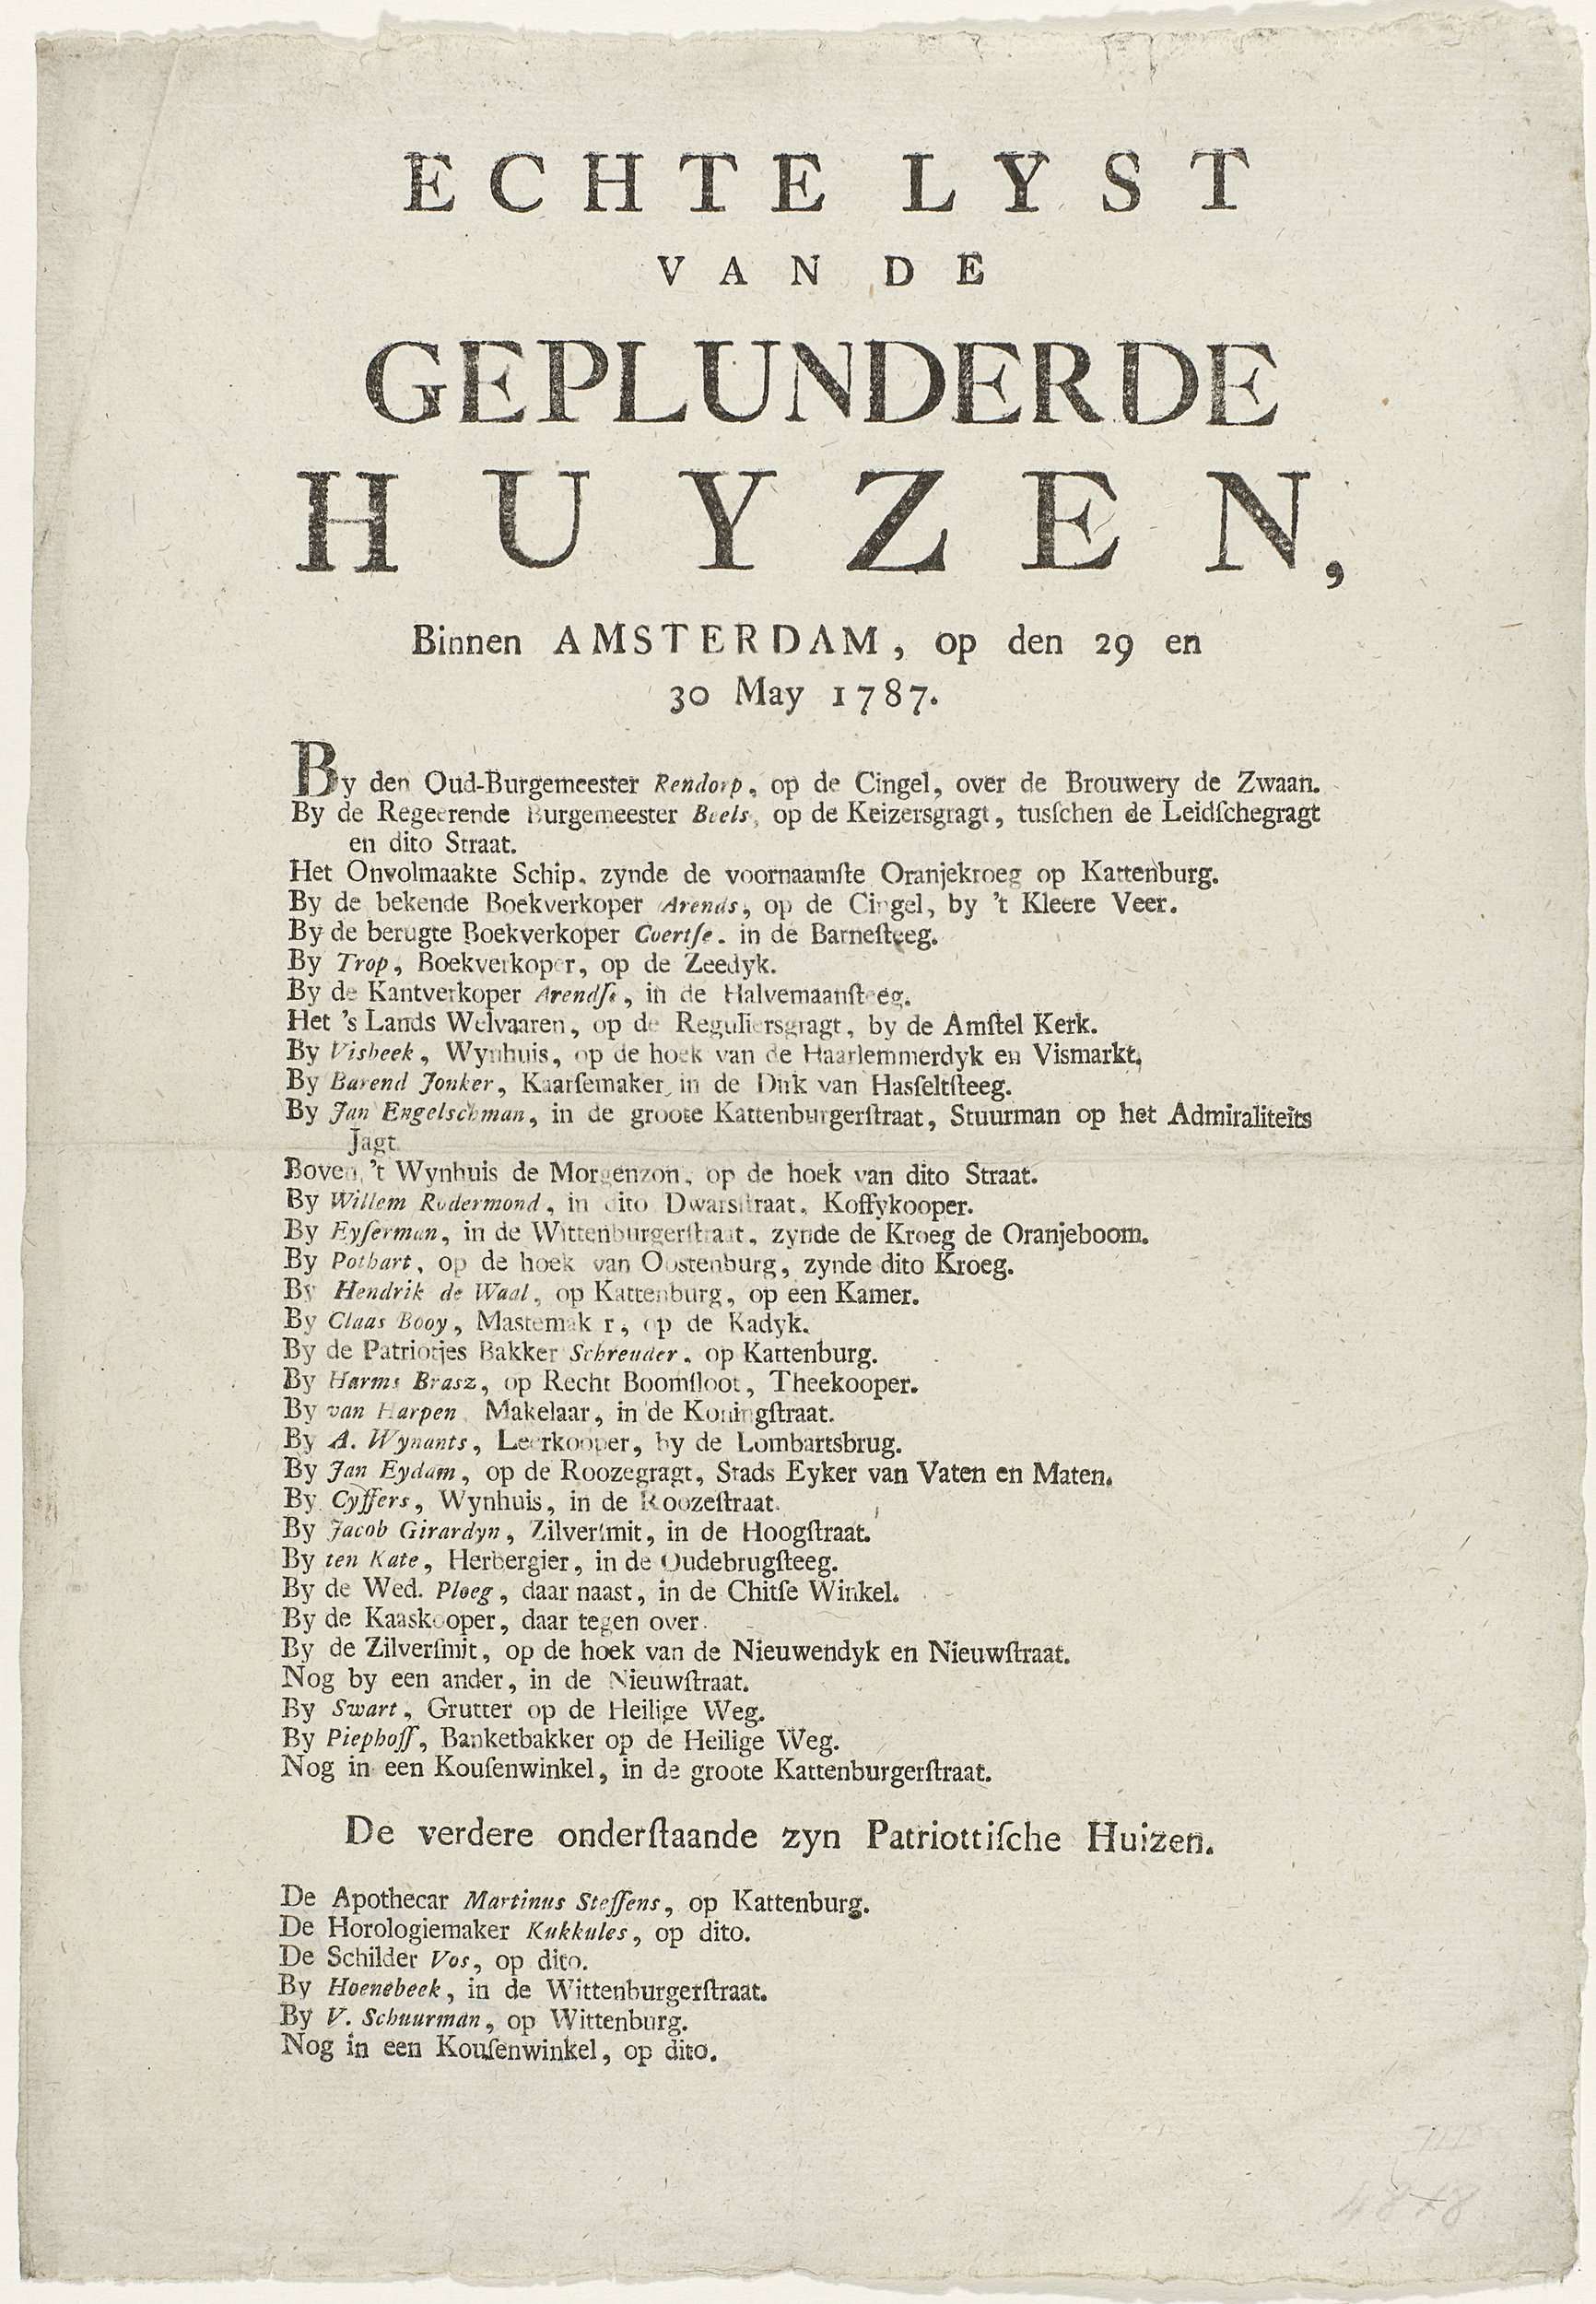 ECHTE LYST
VAN DE
GEPLUNDERDE
HUYZEN,
Binnen AMSTERDAM, op den 29 en
30 May 1787.
By den Oud-Burgemeester Rendorp, op de Cingel, over de Brouwery de Zwaan.
By de Regeerende Burgemeester Beels, op de Keizersgragt, tusſchen de Leidſchegragt
en dito Straat.
Het Onvolmaakte Schip, zynde de voornaamſte Oranjekroeg op Kattenburg.
By de bekende Boekverkoper Arends, op de Cingel, by 't Kleere Veer.
By de berugte Boekverkoper Coertſe. in de Barneſteeg.
By Trop, Boekverkoper, op de Zeedyk.
By de Kantverkoper Arendſe, in de Halvemaanſteeg.
Het 's Lands Welvaaren, op de Reguliersgragt, by de Amſtel Kerk.
By Visbeek, Wynhuis, op de hoek van de Haarlemmerdyk en Vismarkt,
By Barend Jonker, Kaarſemaker in de Dirk van Hasſeltſteeg.
By Jan Engelschman, in de groote Kattenburgerſtraat, Stuurman op het Admiraliteits
Jagt.
Boven 't Wynhuis de Morgenzon, op de hoek van dito Straat.
By Willem Rodermond, in dito Dwarsſtraat, Koffykooper.
By Eyſerman, in de Wittenburgerſtraat, zynde de Kroeg de Oranjeboom.
By Pothart, op de hoek van Oostenburg, zynde dito Kroeg.
By Hendrik de Waal, op Kattenburg, op een Kamer.
By Claas Booy, Mastemaker, op de Kadyk.
By de Patriotjes Bakker Schreuder, op Kattenburg.
By Harms Brasz, op Recht Boomſloot, Theekooper.
By van Harpen, Makelaar, in de Koningſtraat.
By A. Wynants, Leerkooper, by de Lombartsbrug.
By Jan Eydam, op de Roozegragt, Stads Eyker van Vaten en Maten.
By Cyffers, Wynhuis, in de Roozeſtraat.
By Jacob Girardyn, Zilverſmit, in de Hoogſtraat.
By ten Kate, Herbergier, in de Oudebrugſteeg.
By de Wed. Ploeg, daar naast, in de Chitſe Winkel.
By de Kaaskooper, daar tegen over.
By de Zilverſmit, op de hoek van de Nieuwendyk en Nieuwſtraat.
Nog by een ander, in de Nieuwſtraat.
By Swart, Grutter op de Heilige Weg.
By Piephoff, Banketbakker op de Heilige Weg.
Nog in een Kouſenwinkel, in de groote Kattenburgerſtraat.
De verdere onderſtaande zyn Patriottiſche Huizen.
De Apothecar Martinus Steffens, op Kattenburg.
De Horologiemaker Kukkules, op dito.
De Schilder Vos, op dito.
By Hoenebeek, in de Wittenburgerſtraat.
By V. Schuurman, op Wittenburg.
Nog in een Kouſenwinkel, op dito.